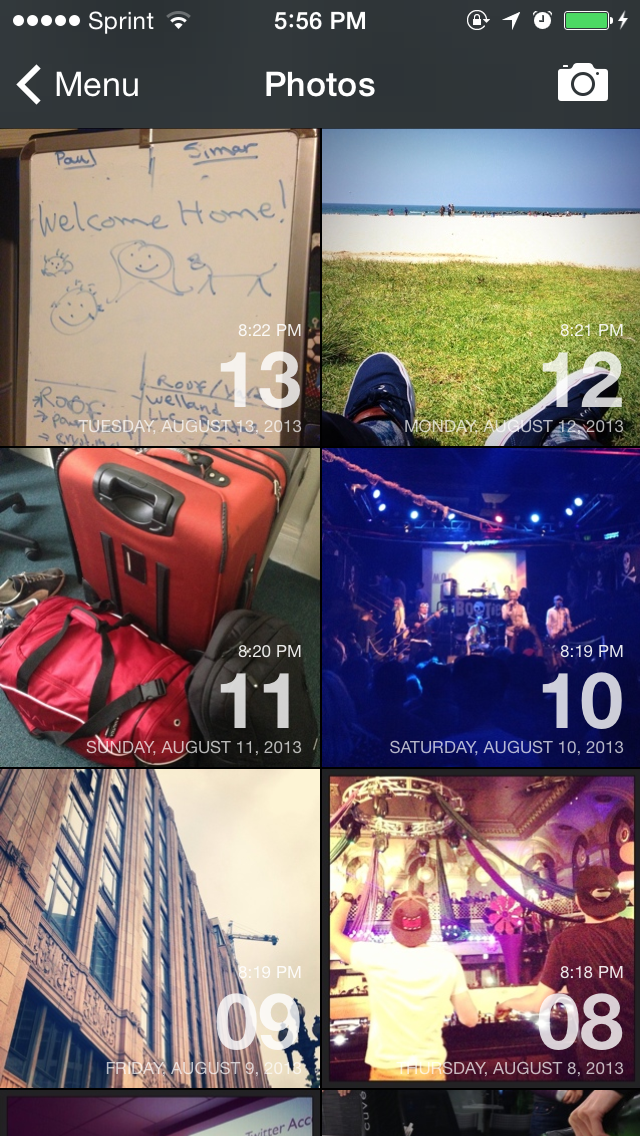 Sprint 5:56 PM
Menu Photos
Paul Simar
Welcome Home!
8:22 PM
13
TUESDAY, AUGUST 13, 2013
Welland
8:21 PM
12
MONDAY, AUGUST 12, 2013
8:20 PM
11
SUNDAY, AUGUST 11, 2013
8:19 PM
10
SATURDAY, AUGUST 10, 2013
8:19 PM
09
FRIDAY, AUGUST 9, 2013
8:18 PM
08
THURSDAY, AUGUST 8, 2013